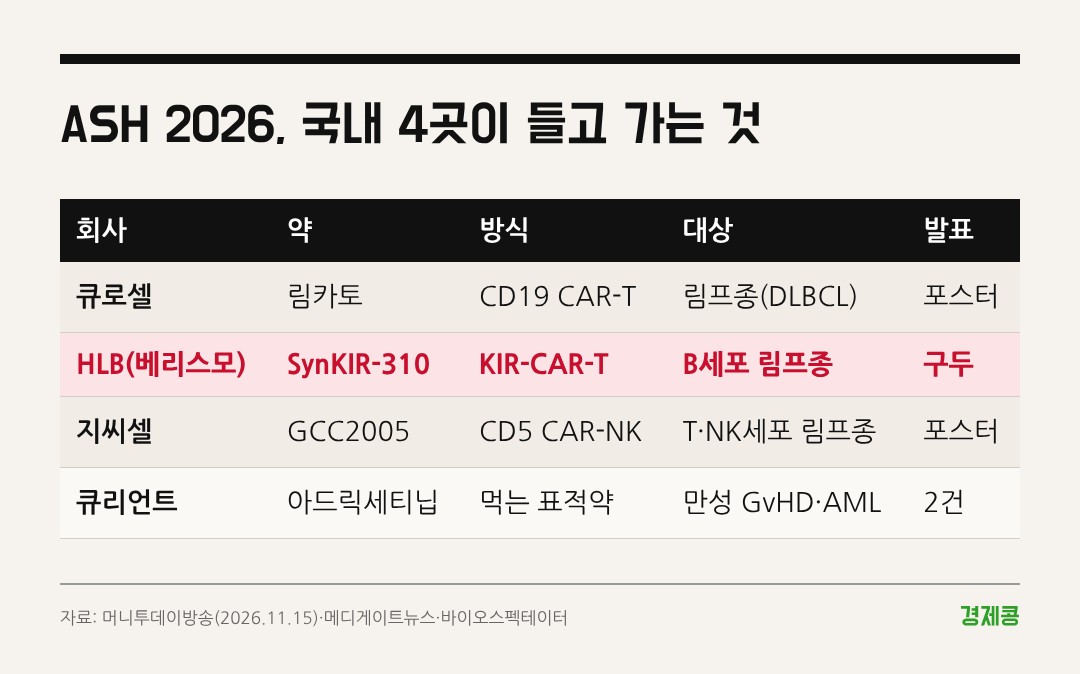 ASH 2026, 국내 4곳이 들고 가는 것
회사 약 방식 대상 발표
큐로셀 림카토 CD19 CAR-T 림프종(DLBCL) 포스터
HLB(베리스모) SynKIR-310 KIR-CAR-T B세포 림프종 구두
지씨셀 GCC2005 CD5 CAR-NK T·NK세포 림프종 포스터
큐리언트 아드릭세티닙 먹는 표적약 만성 GvHD·AML 2건
자료: 머니투데이방송(2026.11.15)·메디게이트뉴스·바이오스펙테이터 경제콩